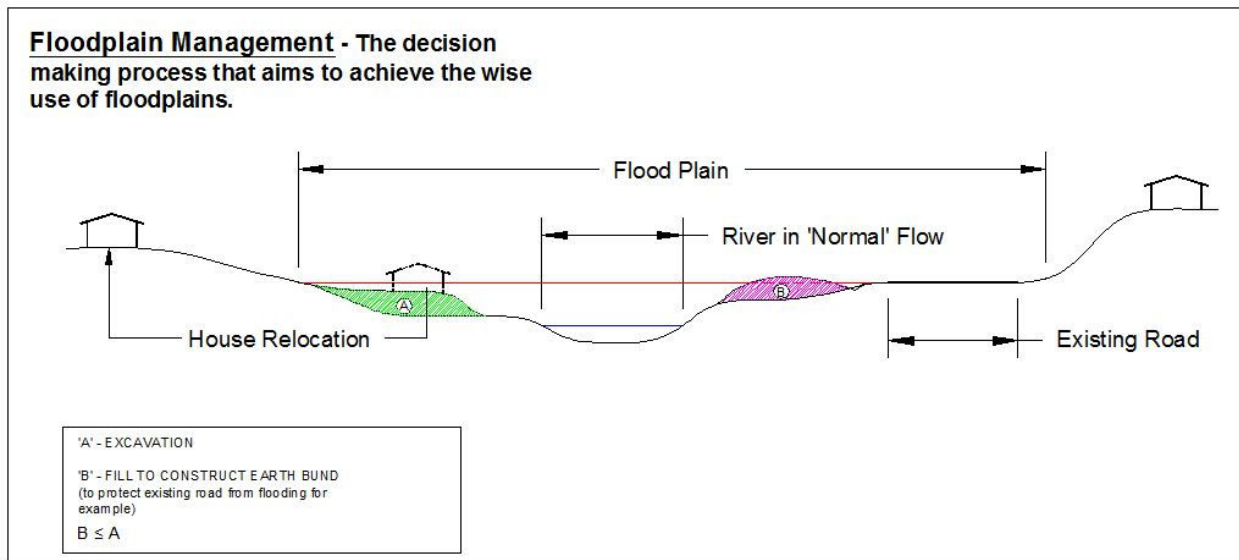 Floodplain Management - The decision
making process that aims to achieve the wise
use of floodplains.
Flood Plain
River in 'Normal' Flow
A
B
House Relocation
Existing Road
'A' - EXCAVATION
'B' - FILL TO CONSTRUCT EARTH BUND
(to protect existing road from flooding for
example)
B ≤ A